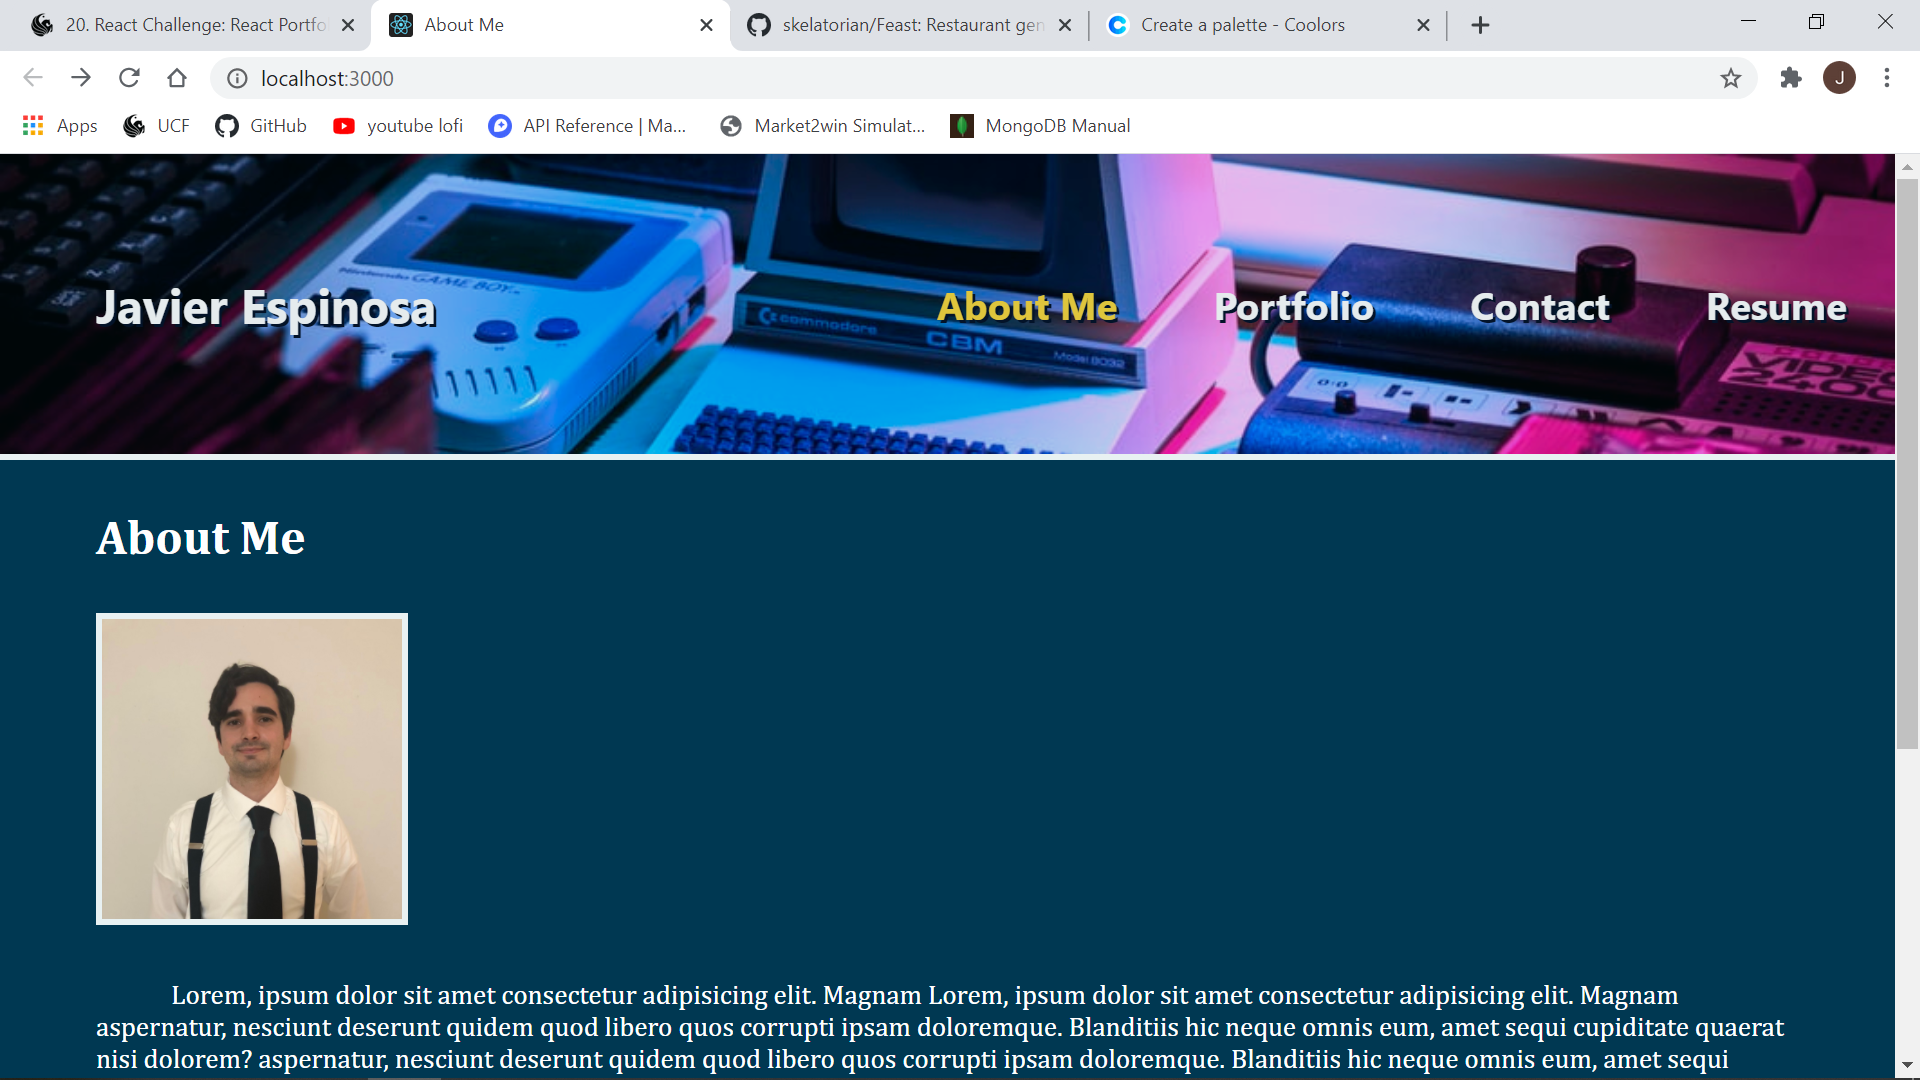 20. React Challenge: React Portfo
About Me
skelatorian/Feast: Restaurant gen
Create a palette - Coolors
localhost:3000
J
Apps
UCF
GitHub
youtube lofi
API Reference | Ma...
Market2win Simulat...
MongoDB Manual
Javier Espinosa
About Me
Portfolio
Contact
Resume
Nintendo GAME BOY
commodore
CBM
Model 8032
VIDEO
2400
About Me
Lorem, ipsum dolor sit amet consectetur adipisicing elit. Magnam Lorem, ipsum dolor sit amet consectetur adipisicing elit. Magnam
aspernatur, nesciunt deserunt quidem quod libero quos corrupti ipsam doloremque. Blanditiis hic neque omnis eum, amet sequi cupiditate quaerat
nisi dolorem? aspernatur, nesciunt deserunt quidem quod libero quos corrupti ipsam doloremque. Blanditiis hic neque omnis eum, amet sequi